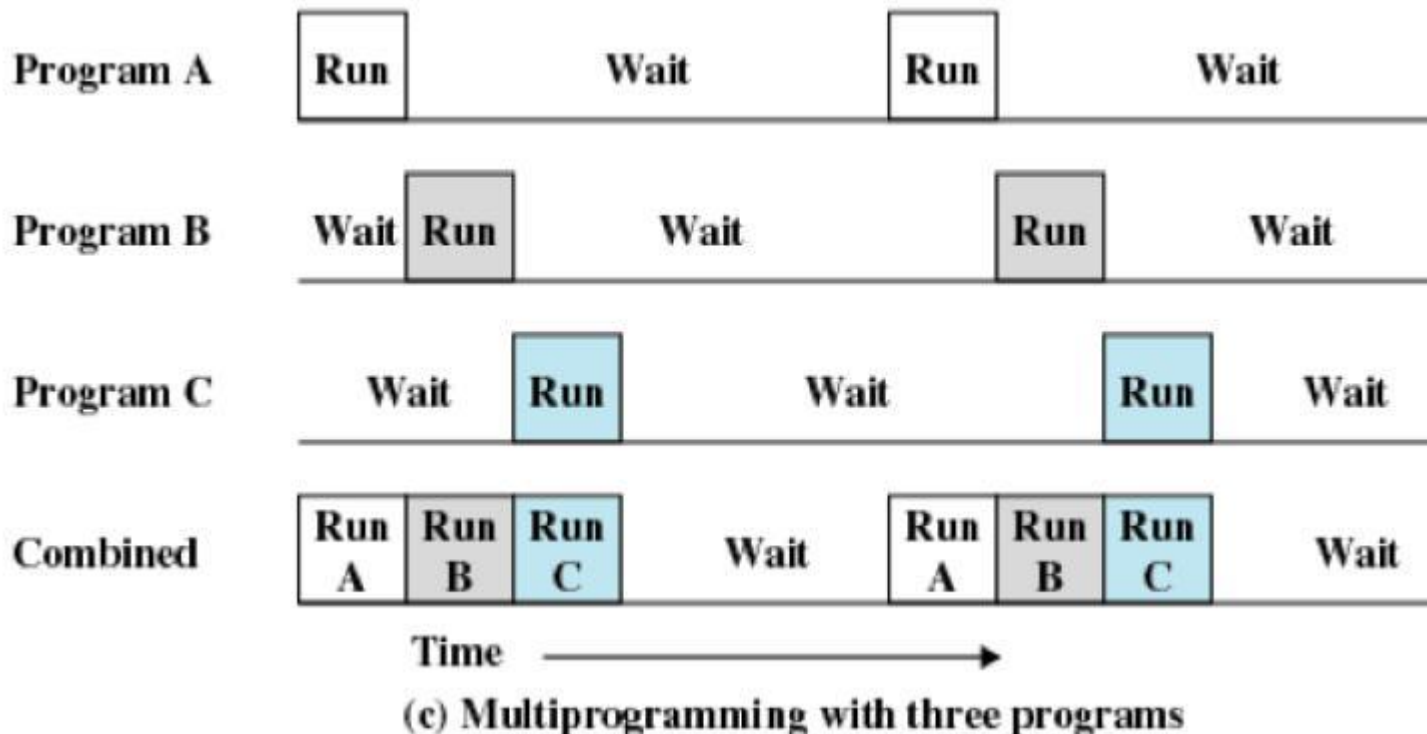 Program A Run Wait Run Wait
Program B Wait Run Wait Run Wait
Program C Wait Run Wait Run Wait
Combined Run A Run B Run C Wait Run A Run B Run C Wait
Time
(c) Multiprogramming with three programs